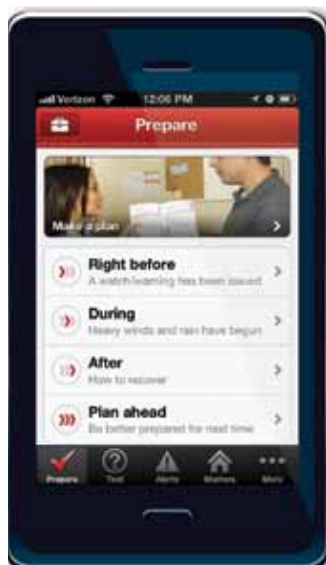 Verizon 12:06 PM
Prepare
Make a plan
Right before
A watch/warning has been issued
During
Heavy winds and rain have begun
After
How to recover
Plan ahead
Be better prepared for next time
Prepare Test Alerts Shelters More